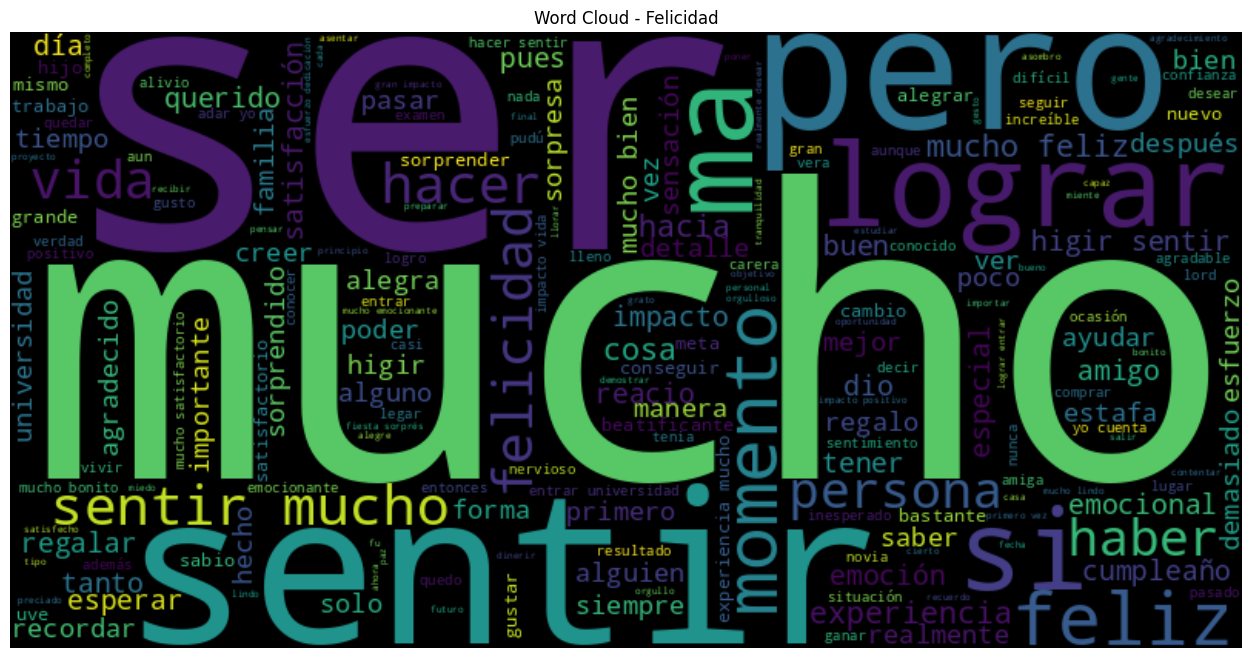 Word Cloud - Felicidad
ser
pero
mucho
sentir
lograr
ma
si
feliz
momento
felicidad
hacer
vida
persona
haber
sentir mucho
día
hijo
completo
mismo
alivio
trabajo
querido
adar yo
quedar
tiempo
aun
proyecto
familia
satisfacción
asentar
cada
esfuerzo dedicación
gran impacto
pasar
examen
hacer sentir
pues
nada
final
pudú
sorpresa
sorprender
recibir
gusto
preparar
pensar
llorar
mucho bien
vez
sensación
poner
realmente desear
agradecimiento
asombro
gente
difícil
gesto
bien
confianza
desear
alegrar
seguir
increíble
nuevo
gran
vera
aunque
mucho feliz
después
capaz
miente
tranquilidad
grande
verdad
positivo
creer
logro
principio
hacia
detalle
lleno
estudiar
buen
conocido
higir sentir
ver
bueno
agradable
poco
lord
universidad
agradecido
mucho satisfactorio
importante
satisfactorio
sorprendido
conocer
alegra
entrar
mucho emocionante
poder
casi
higir
alguno
legar
fiesta sorprés
alegre
impacto vida
carera
objetivo
personal
orgulloso
grato
impacto
cosa
meta
conseguir
demostrar
reacio
manera
beatificante
tenia
cambio
oportunidad
mejor
decir
dio
impacto positivo
regalo
sentimiento
tener
especial
importar
lograr entrar
ocasión
ayudar
bonito
amigo
comprar
estafa
yo cuenta
salir
nunca
esfuerzo
demasiado
vivir
mucho bonito
miedo
emocionante
entonces
nervioso
entrar universidad
experiencia mucho
forma
primero
contentar
amiga
lugar
casa
mucho lindo
inesperado
bastante
primero vez
emocional
saber
satisfecho
regalar
tipo
además
tanto
hecho
sabio
lindo
preciado
esperar
uve
recordar
fu
paz
ahora
dinerir
solo
quedo
futuro
gustar
resultado
alguien
orgullo
siempre
novia
cierto
fecha
emoción
situación
recuerdo
cumpleaño
pasado
experiencia
ganar
realmente